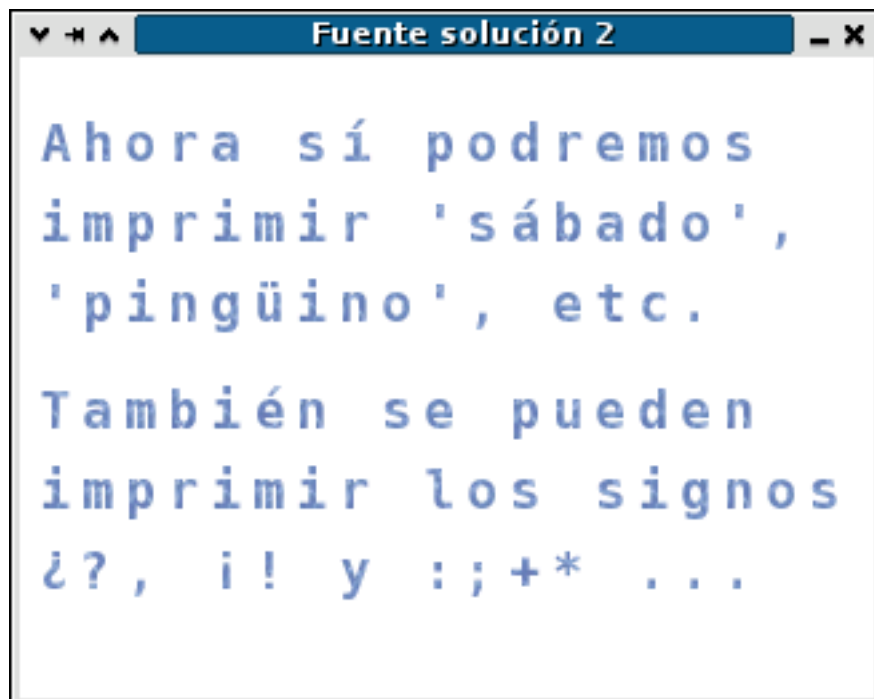 Fuente solución 2
Ahora sí podremos
imprimir 'sábado',
'pingüino', etc.
También se pueden
imprimir los signos
¿?, ¡! y :;+* ...